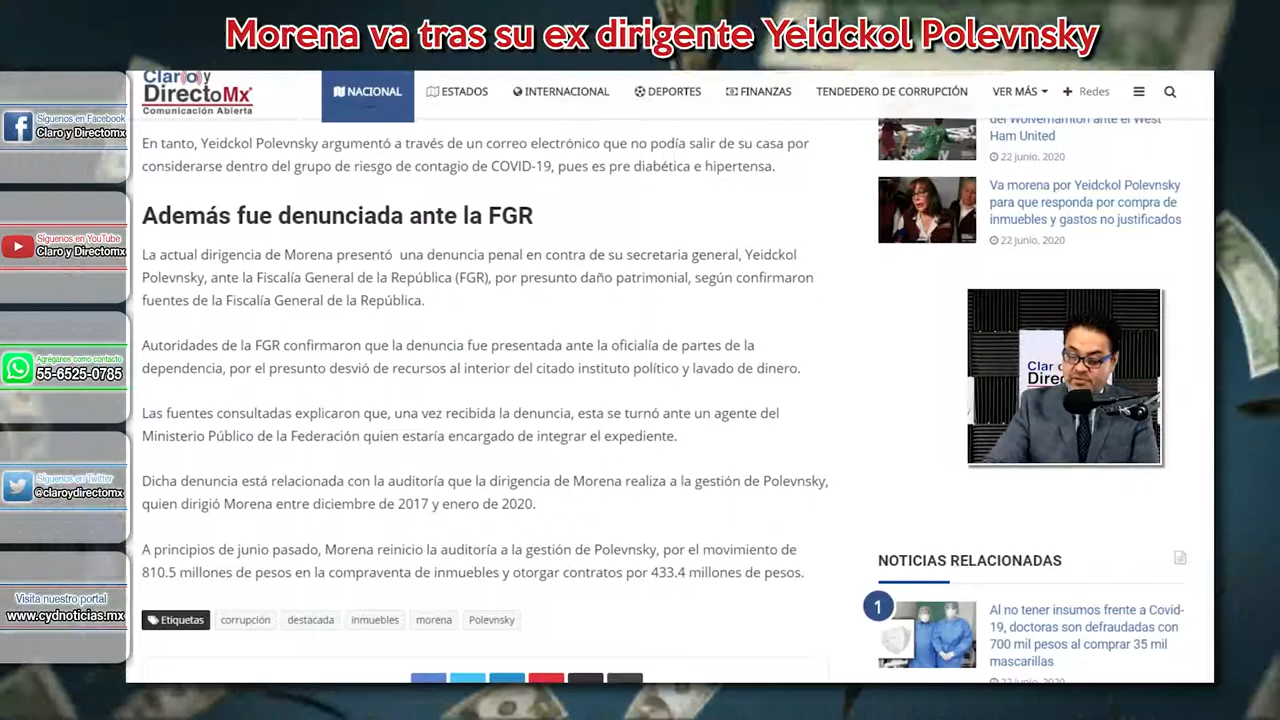 Morena va tras su ex dirigente Yeidckol Polevnsky
Síguenos en Facebook
Claro y Directomx
Síguenos en YouTube
Claro y Directomx
Agréganos como contacto
55-6525-0785
Síguenos en Twitter
@claroydirectomx
Visita nuestro portal
www.cydnoticias.mx
Claro y
DirectoMx
Comunicación Abierta
NACIONAL
ESTADOS
INTERNACIONAL
DEPORTES
FINANZAS
TENDEDERO DE CORRUPCIÓN
VER MÁS
Redes
En tanto, Yeidckol Polevnsky argumentó a través de un correo electrónico que no podía salir de su casa por
considerarse dentro del grupo de riesgo de contagio de COVID-19, pues es pre diabética e hipertensa.
Además fue denunciada ante la FGR
La actual dirigencia de Morena presentó una denuncia penal en contra de su secretaria general, Yeidckol
Polevnsky, ante la Fiscalía General de la República (FGR), por presunto daño patrimonial, según confirmaron
fuentes de la Fiscalía General de la República.
Autoridades de la FGR confirmaron que la denuncia fue presentada ante la oficialía de partes de la
dependencia, por el presunto desvió de recursos al interior del citado instituto político y lavado de dinero.
Las fuentes consultadas explicaron que, una vez recibida la denuncia, esta se turnó ante un agente del
Ministerio Público de la Federación quien estaría encargado de integrar el expediente.
Dicha denuncia está relacionada con la auditoría que la dirigencia de Morena realiza a la gestión de Polevnsky,
quien dirigió Morena entre diciembre de 2017 y enero de 2020.
A principios de junio pasado, Morena reinicio la auditoría a la gestión de Polevnsky, por el movimiento de
810.5 millones de pesos en la compraventa de inmuebles y otorgar contratos por 433.4 millones de pesos.
Etiquetas
corrupción
destacada
inmuebles
morena
Polevnsky
del Wolverhamton ante el West
Ham United
22 junio, 2020
Va morena por Yeidckol Polevnsky
para que responda por compra de
inmuebles y gastos no justificados
22 junio, 2020
Clar
Direc
NOTICIAS RELACIONADAS
1
Al no tener insumos frente a Covid-
19, doctoras son defraudadas con
700 mil pesos al comprar 35 mil
mascarillas
22 junio, 2020